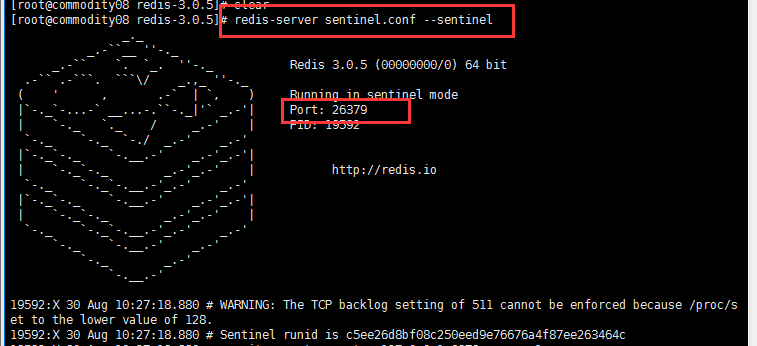 [root@commodity08 redis-3.0.5]# clear
[root@commodity08 redis-3.0.5]# redis-server sentinel.conf --sentinel
Redis 3.0.5 (00000000/0) 64 bit
Running in sentinel mode
Port: 26379
PID: 19592
http://redis.io
19592:X 30 Aug 10:27:18.880 # WARNING: The TCP backlog setting of 511 cannot be enforced because /proc/s
et to the lower value of 128.
19592:X 30 Aug 10:27:18.880 # Sentinel runid is c5ee26d8bf08c250eed9e76676a4f87ee263464c